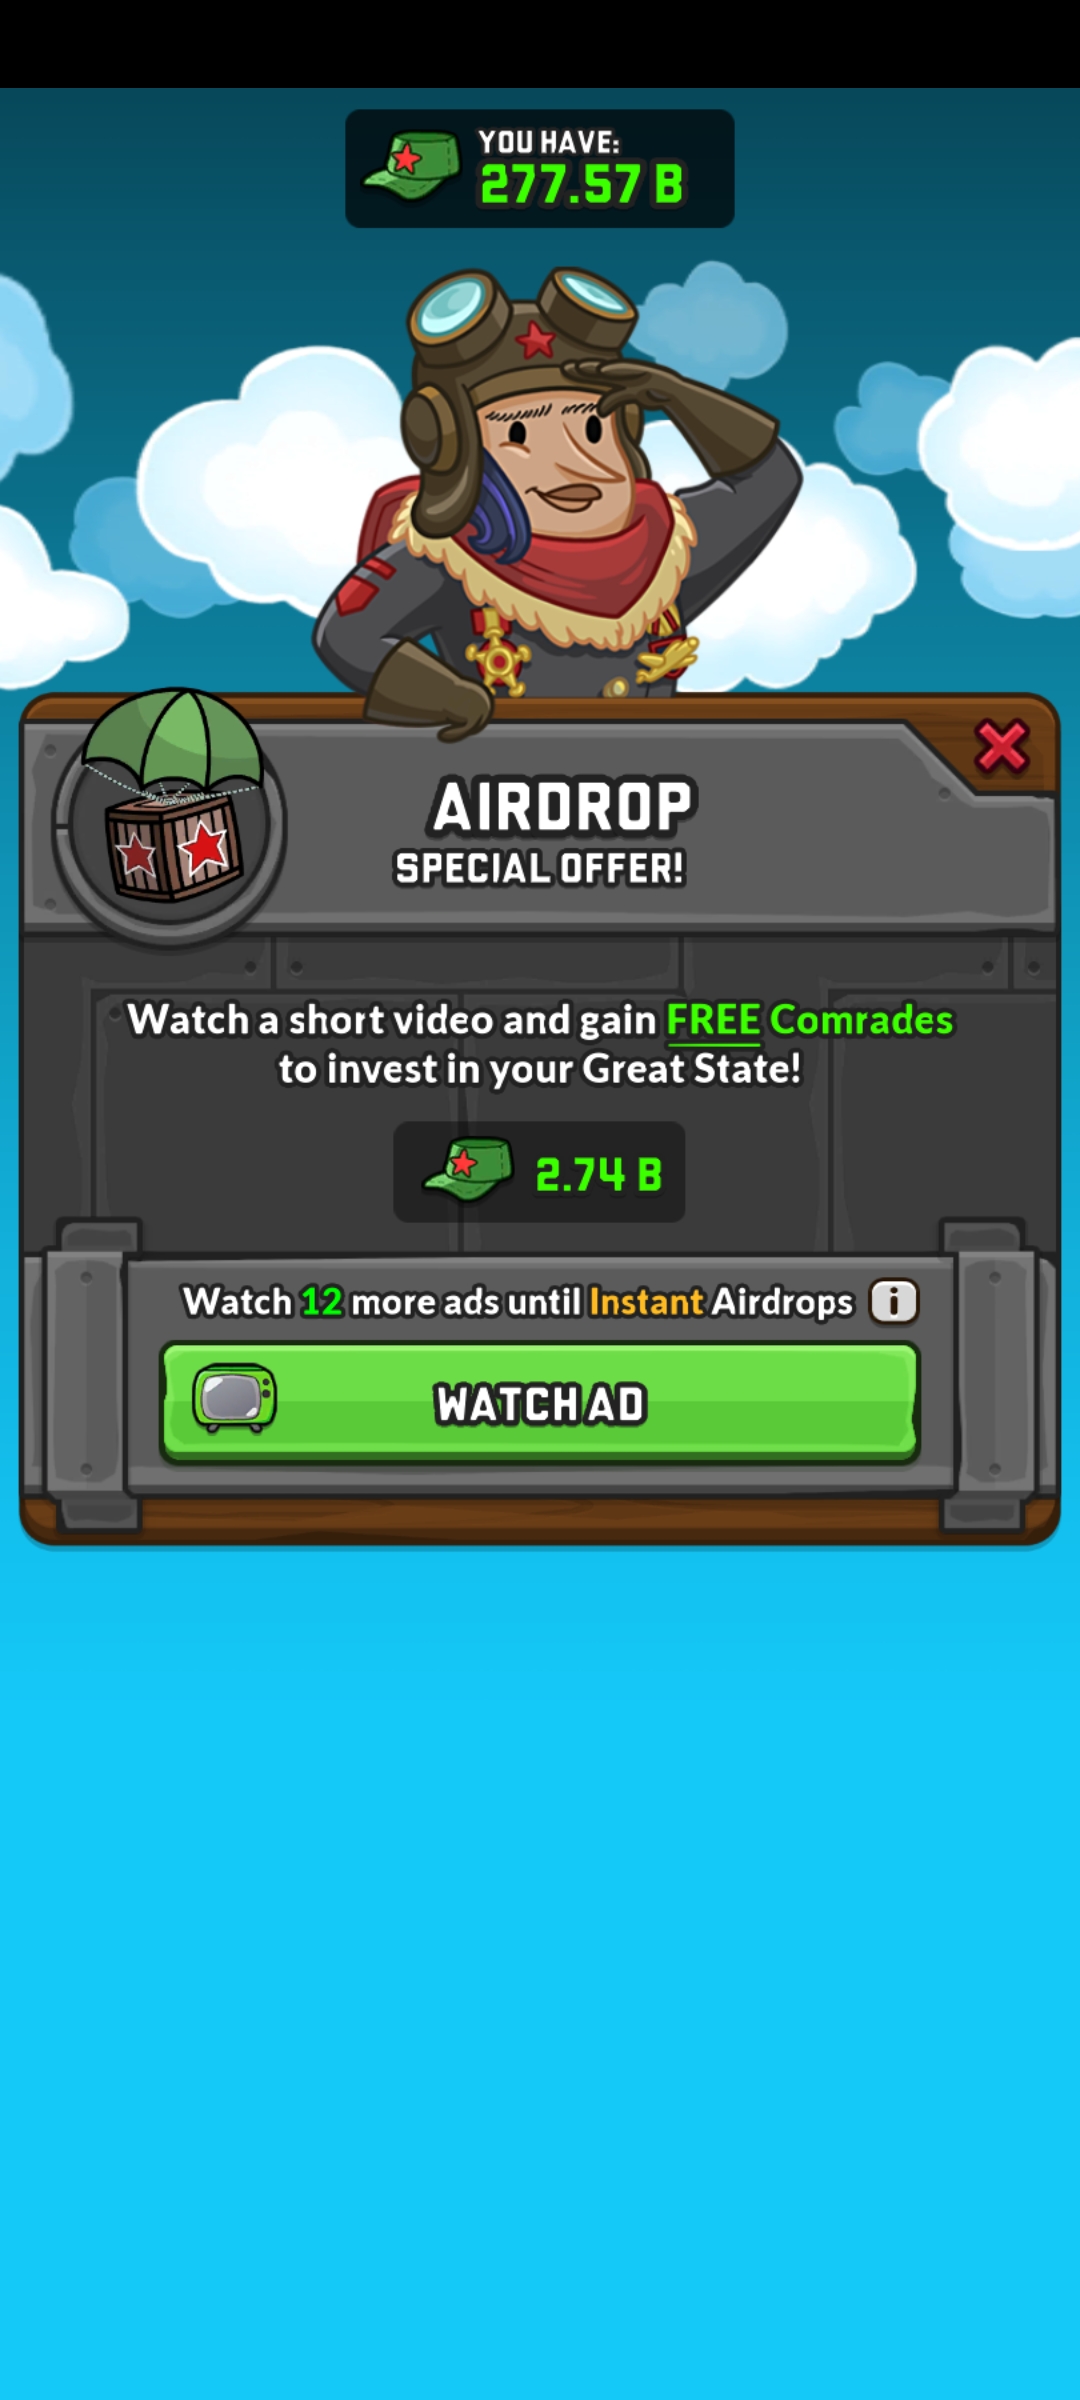 YOU HAVE:
277.57 B
AIRDROP
SPECIAL OFFER!
Watch a short video and gain FREE Comrades
to invest in your Great State!
2.74 B
Watch 12 more ads until Instant Airdrops i
WATCH AD